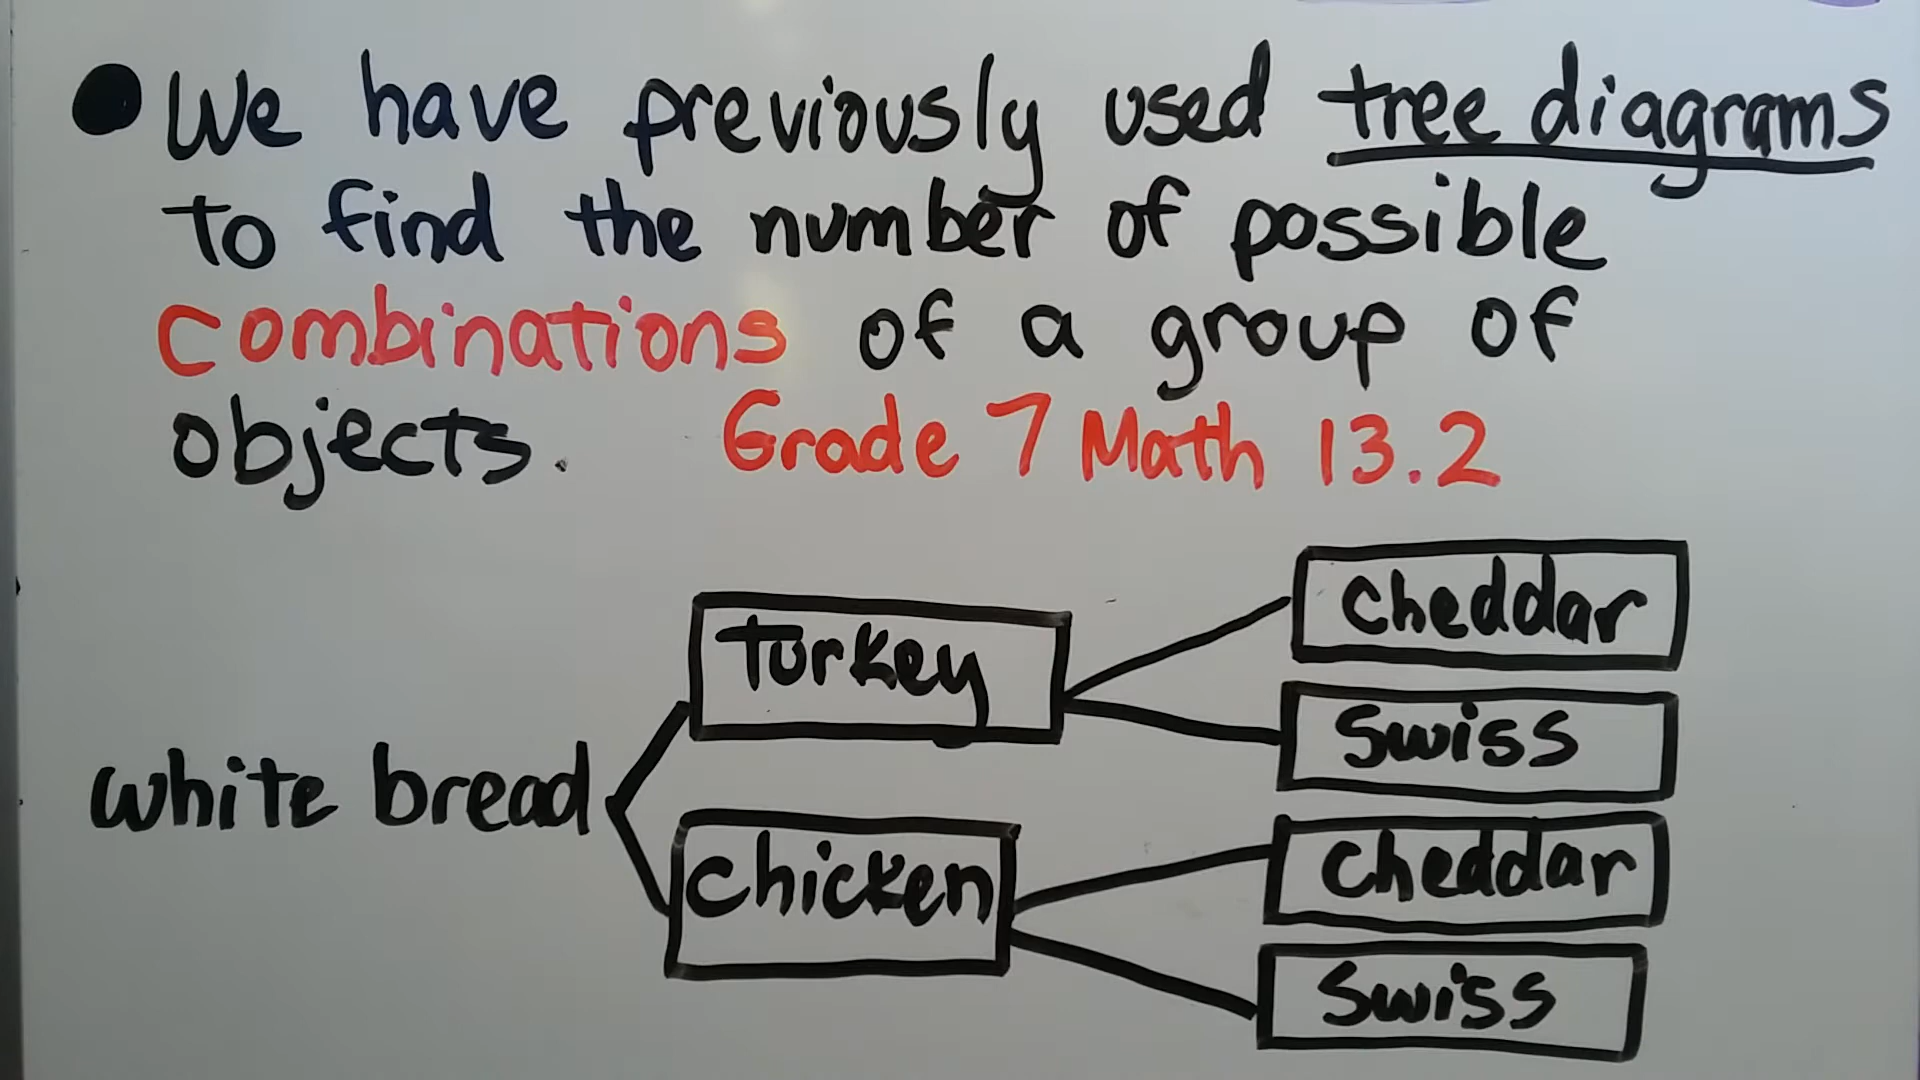 ● We have previously used tree diagrams
to find the number of possible
combinations of a group of
objects. Grade 7 Math 13.2
Cheddar
Turkey
Swiss
white bread
Chicken
Cheddar
Swiss